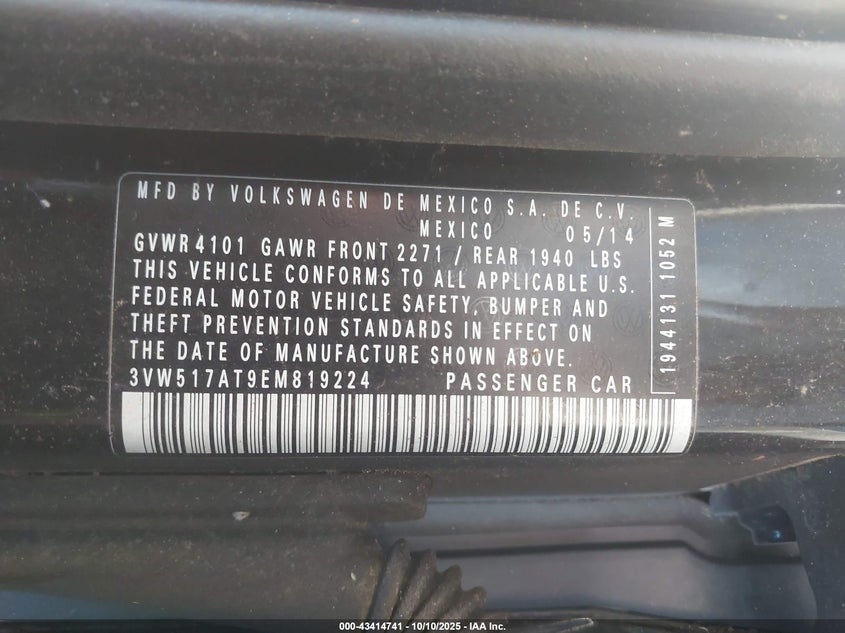 MFD BY VOLKSWAGEN DE MEXICO S.A. DE C.V.
MEXICO 05/14
GVWR 4101 GAWR FRONT 2271 / REAR 1940 LBS
THIS VEHICLE CONFORMS TO ALL APPLICABLE U.S.
FEDERAL MOTOR VEHICLE SAFETY, BUMPER AND
THEFT PREVENTION STANDARDS IN EFFECT ON
THE DATE OF MANUFACTURE SHOWN ABOVE.
3VW517AT9EM819224 PASSENGER CAR
1944131 1052 M
000-43414741 | 10/10/2025 - IAA Inc.